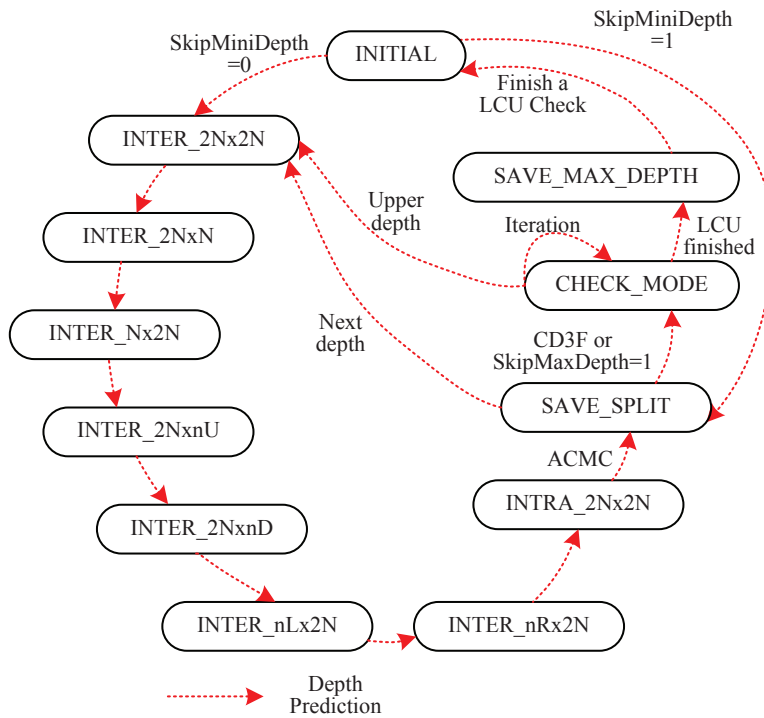 SkipMiniDepth
=0
INITIAL
SkipMiniDepth
=1
Finish a
LCU Check
INTER_2Nx2N
SAVE_MAX_DEPTH
Upper
depth
INTER_2NxN
Iteration
LCU
finished
CHECK_MODE
INTER_Nx2N
Next
depth
CD3F or
SkipMaxDepth=1
SAVE_SPLIT
INTER_2NxnU
ACMC
INTRA_2Nx2N
INTER_2NxnD
INTER_nLx2N
INTER_nRx2N
Depth
Prediction